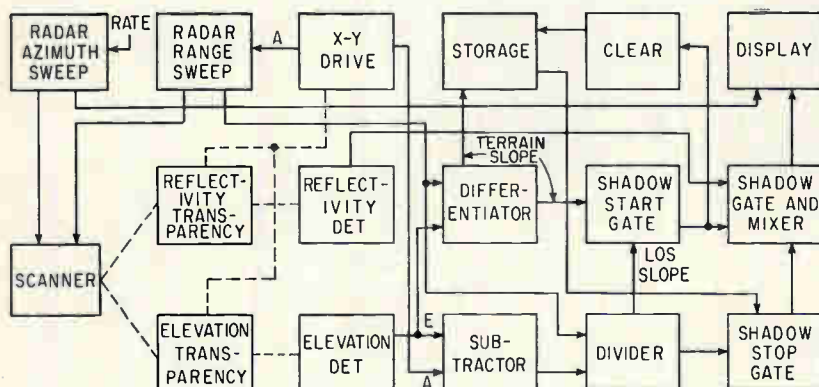 RADAR
AZIMUTH
SWEEP
RATE
RADAR
RANGE
SWEEP
A
X-Y
DRIVE
STORAGE
CLEAR
DISPLAY
TERRAIN
SLOPE
REFLECT-
IVITY
TRANS-
PARENCY
REFLECT-
IVITY
DET
DIFFER-
ENTIATOR
SHADOW
START
GATE
SHADOW
GATE AND
MIXER
SCANNER
LOS
SLOPE
ELEVATION
TRANS-
PARENCY
ELEVATION
DET
E
A
SUB-
TRACTOR
DIVIDER
SHADOW
STOP
GATE